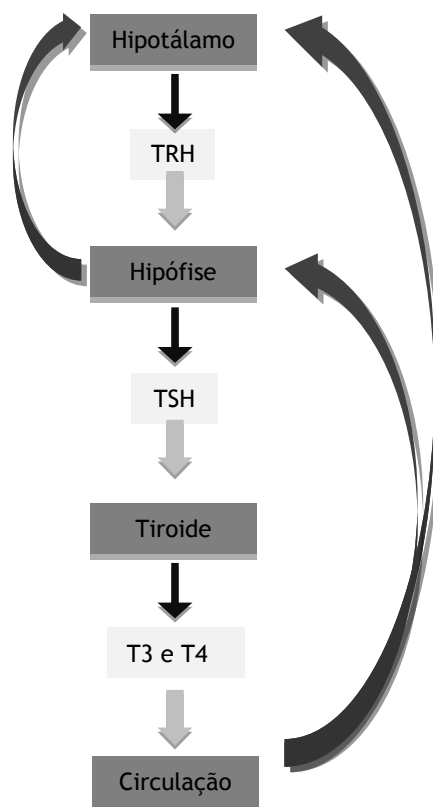 Hipotálamo
TRH
Hipófise
TSH
Tiroide
T3 e T4
Circulação